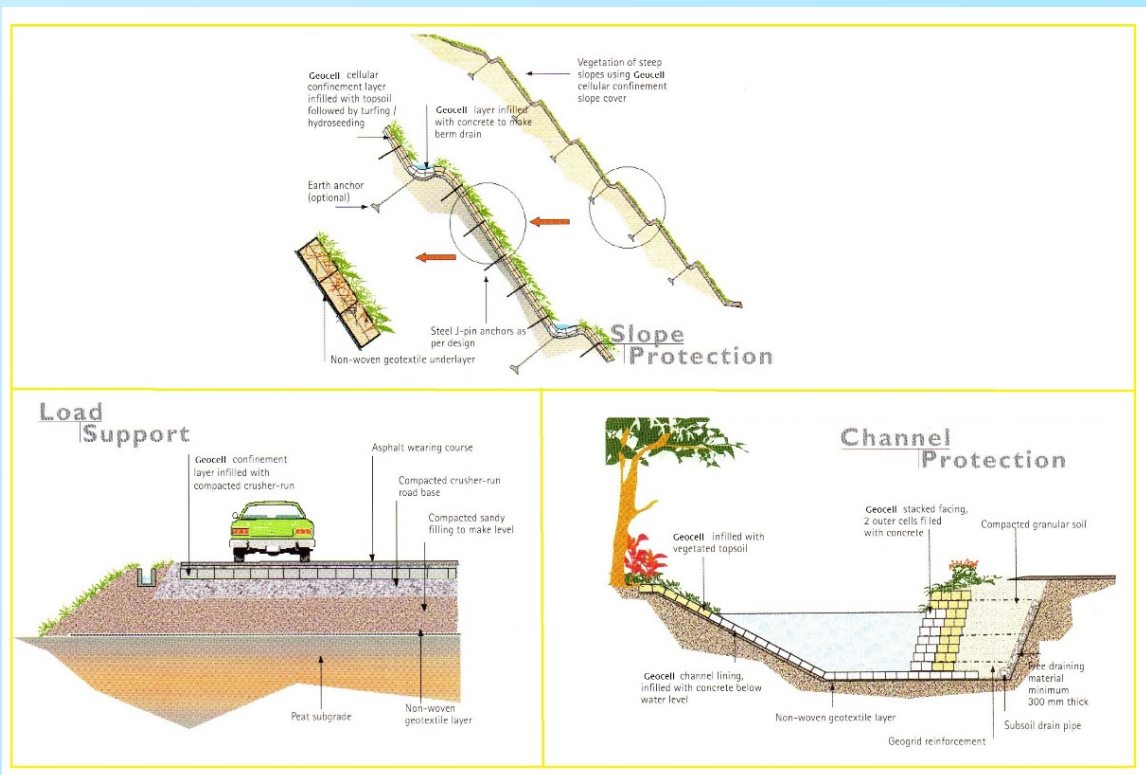 Geocell cellular
confinement layer
infilled with topsoil
followed by turfing /
hydroseeding
Geocell layer infilled
with concrete to make
berm drain
Vegetation of steep
slopes using Geocell
cellular confinement
slope cover
Earth anchor
(optional)
Steel J-pin anchors as
per design
Non-woven geotextile underlayer
Slope
Protection
Load
Support
Geocell confinement
layer infilled with
compacted crusher-run
Asphalt wearing course
Compacted crusher-run
road base
Compacted sandy
filling to make level
Peat subgrade
Non-woven
geotextile layer
Channel
Protection
Geocell stacked facing,
2 outer cells filled
with concrete
Compacted granular soil
Geocell infilled with
vegetated topsoil
Geocell channel lining,
infilled with concrete below
water level
Non-woven geotextile layer
Free draining
material
minimum
300 mm thick
Subsoil drain pipe
Geogrid reinforcement